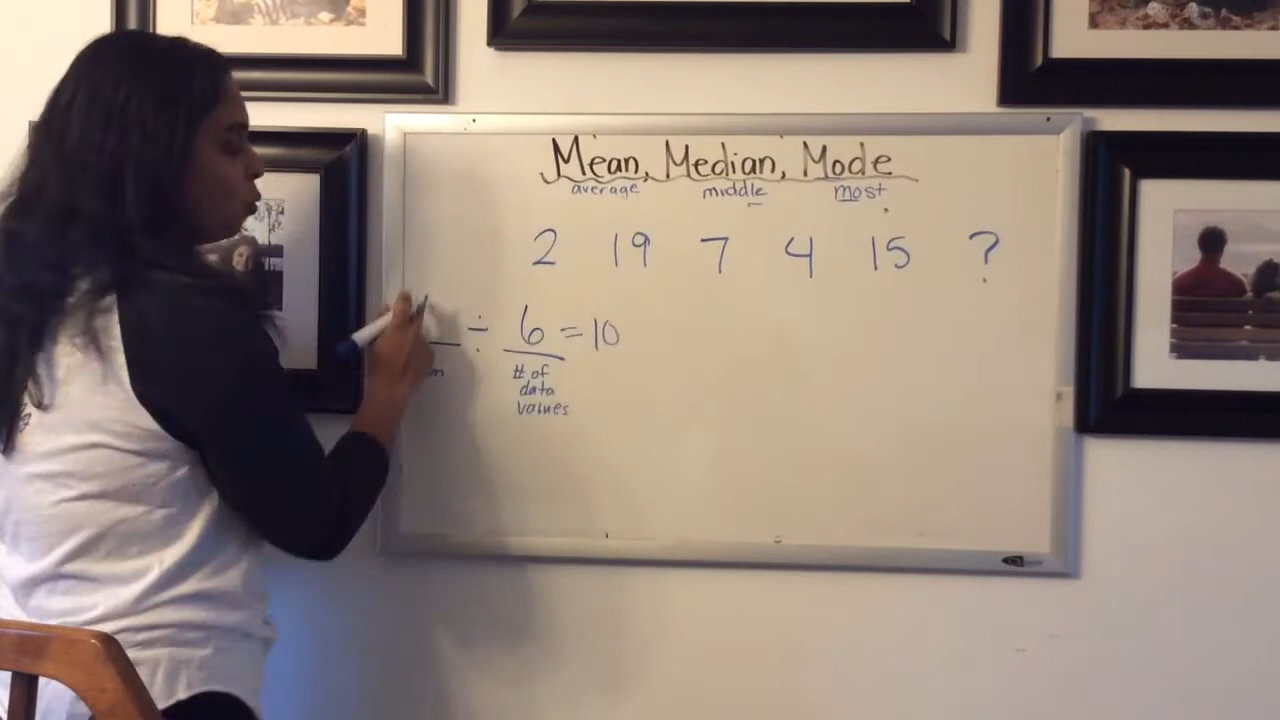 Mean, Median, Mode
average middle most
2 19 7 4 15 ?
÷ 6 = 10
# of
data
values